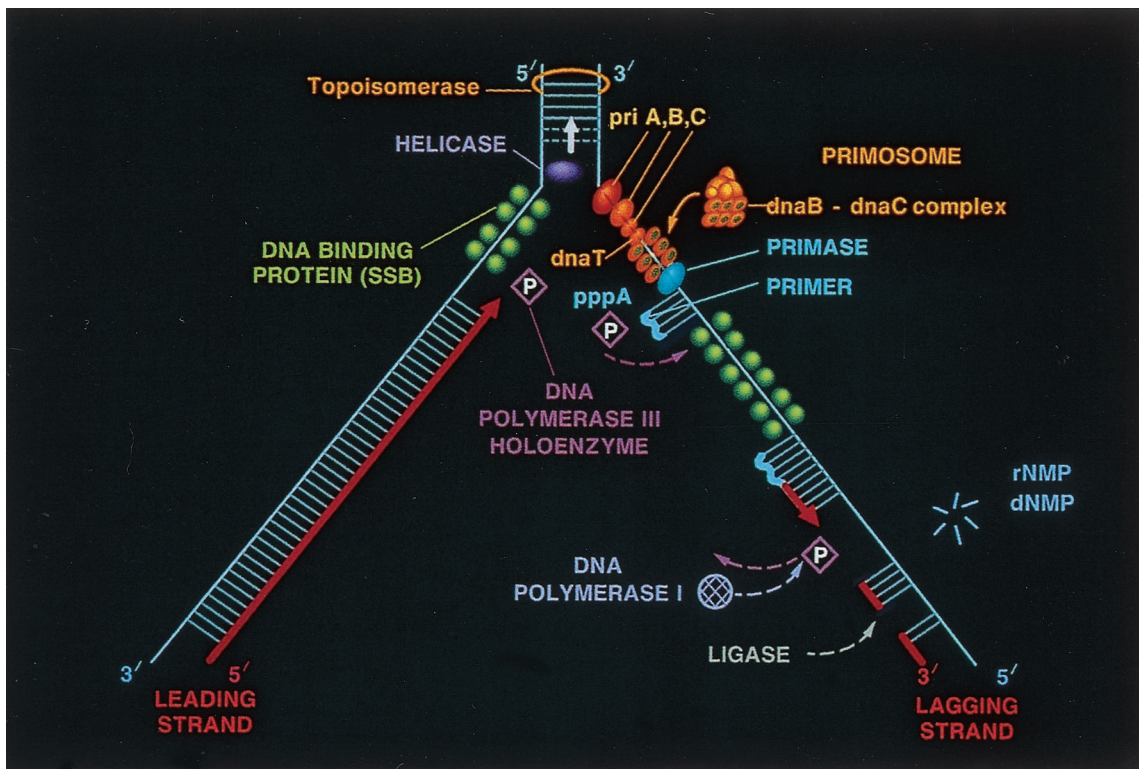 5′
3′
Topoisomerase
pri A,B,C
HELICASE
PRIMOSOME
dnaB - dnaC complex
DNA BINDING
PROTEIN (SSB)
dnaT
PRIMASE
pppA
PRIMER
P
P
DNA
POLYMERASE III
HOLOENZYME
rNMP
dNMP
P
DNA
POLYMERASE I
LIGASE
3′
5′
LEADING
STRAND
3′
5′
LAGGING
STRAND